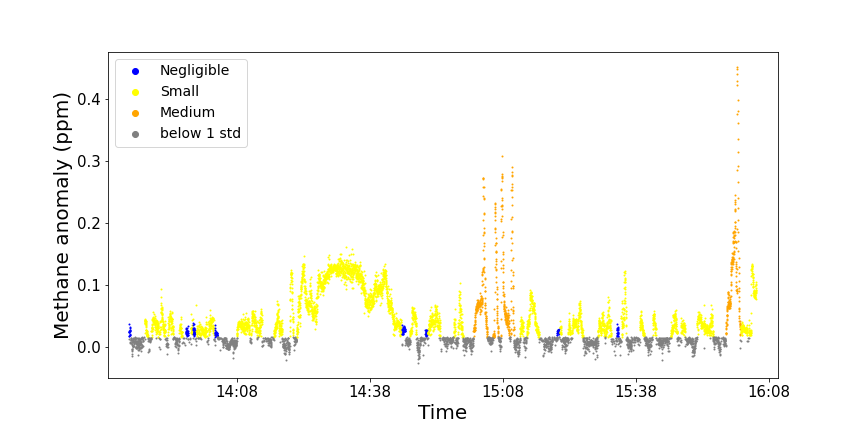 Negligible
Small
Medium
below 1 std
Methane anomaly (ppm)
0.4
0.3
0.2
0.1
0.0
14:08
14:38
15:08
15:38
16:08
Time